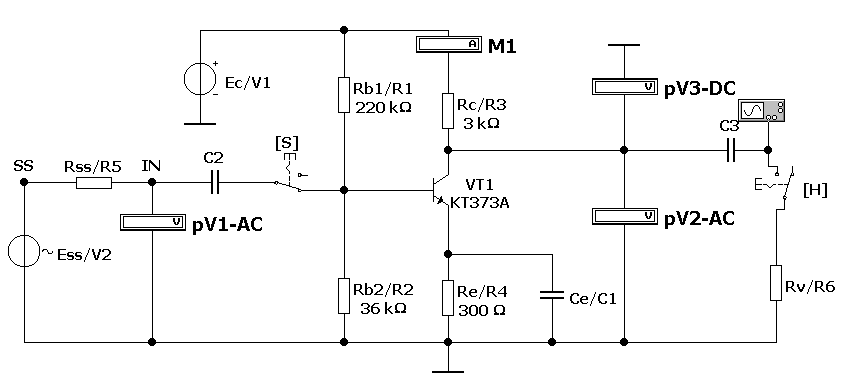 A
M1
Ec/V1
Rb1/R1
220 kΩ
Rc/R3
3 kΩ
V
pV3-DC
C3
[S]
SS
Rss/R5
IN
C2
VT1
KT373A
[H]
V
pV1-AC
V
pV2-AC
Ess/V2
Rb2/R2
36 kΩ
Re/R4
300 Ω
Ce/C1
Rv/R6